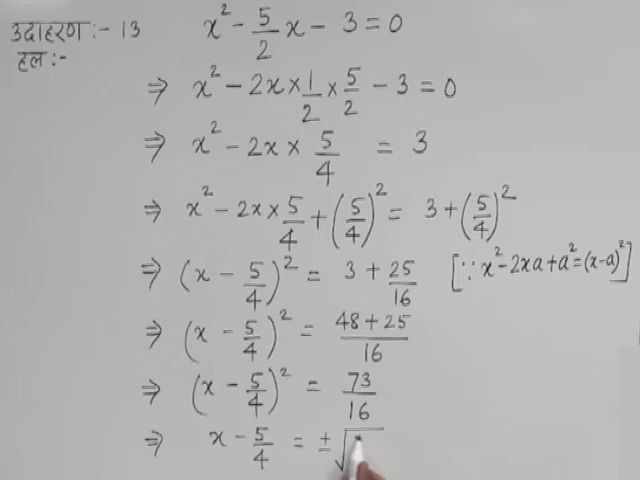 उदाहरण :- 13 x² - 5/2 x - 3 = 0
हल :-
⇒ x² - 2x × 1/2 × 5/2 - 3 = 0
⇒ x² - 2x × 5/4 = 3
⇒ x² - 2x × 5/4 + (5/4)² = 3 + (5/4)²
⇒ (x - 5/4)² = 3 + 25/16 [∵ x² - 2xa + a² = (x-a)²]
⇒ (x - 5/4)² = 48 + 25/16
⇒ (x - 5/4)² = 73/16
⇒ x - 5/4 = ± √